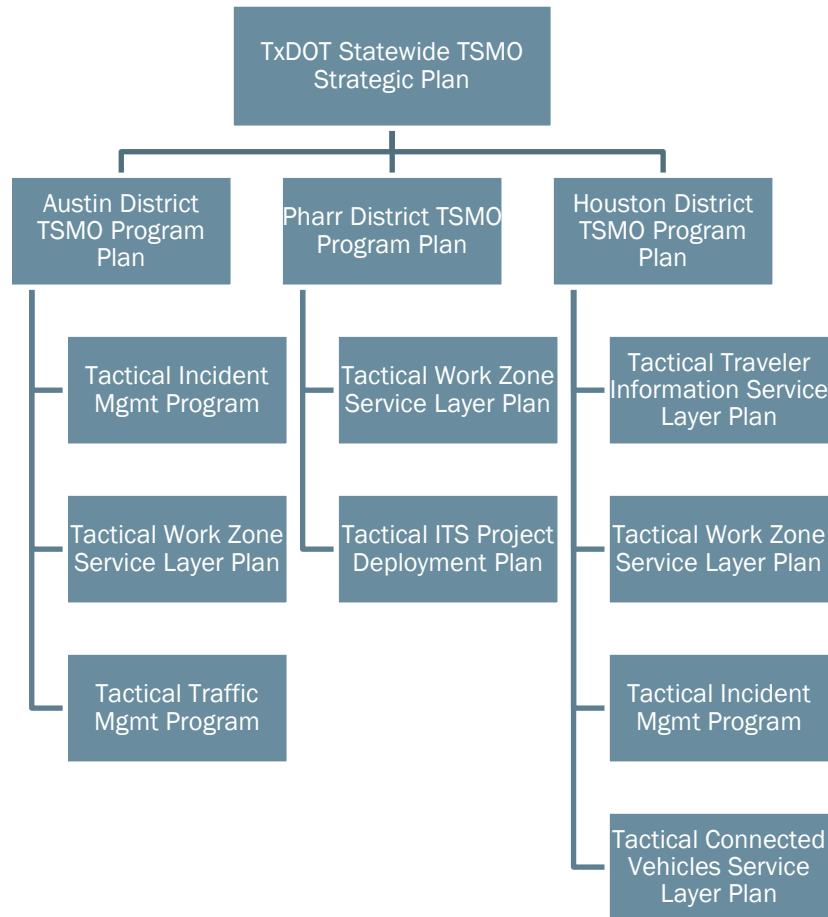 TxDOT Statewide TSMO
Strategic Plan
Austin District
TSMO Program
Plan
Pharr District TSMO
Program Plan
Houston District
TSMO Program
Plan
Tactical Incident
Mgmt Program
Tactical Work Zone
Service Layer Plan
Tactical Traffic
Mgmt Program
Tactical Work Zone
Service Layer Plan
Tactical ITS Project
Deployment Plan
Tactical Traveler
Information Service
Layer Plan
Tactical Work Zone
Service Layer Plan
Tactical Incident
Mgmt Program
Tactical Connected
Vehicles Service
Layer Plan